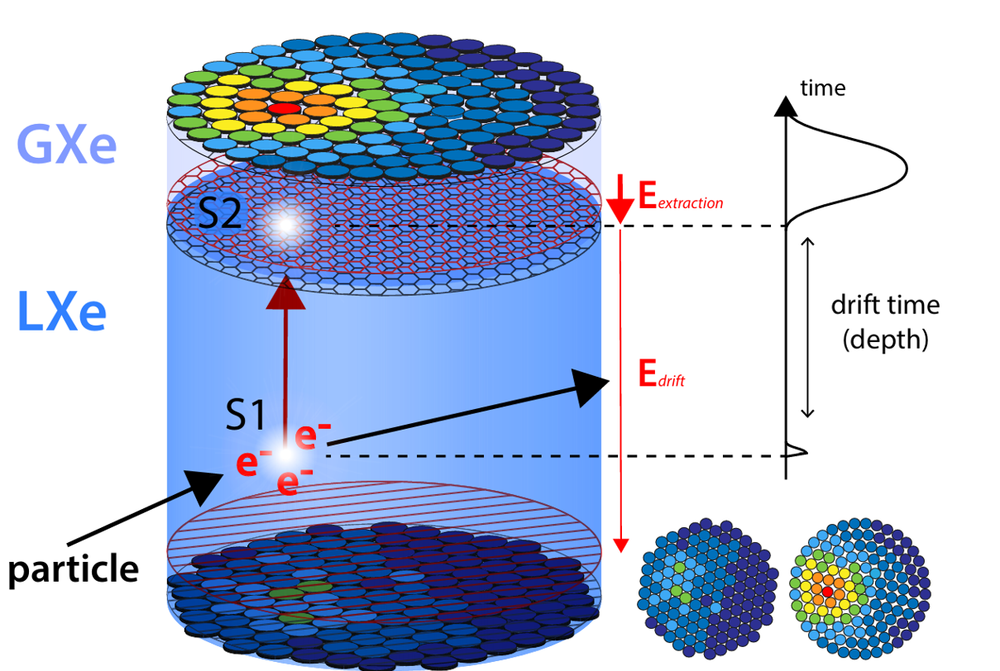 time
GXe
S2
E extraction
LXe
drift time
(depth)
E drift
S1
e-
e-
e-
particle